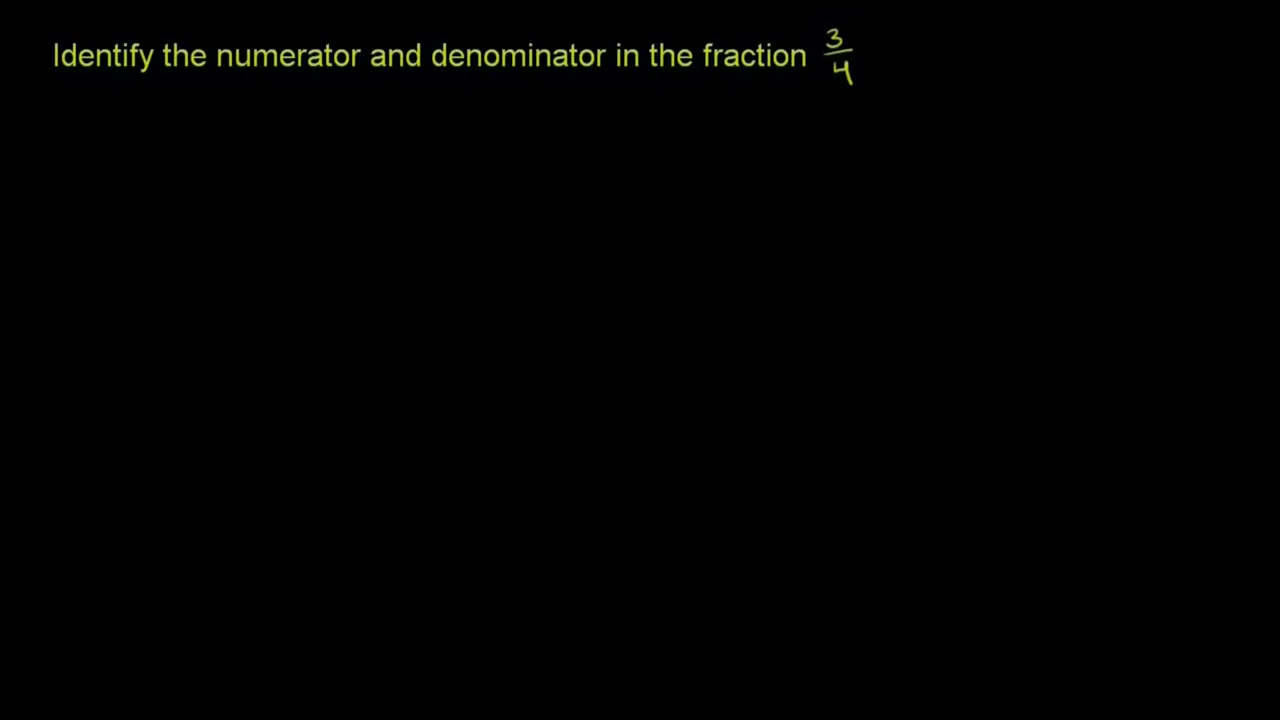 Identify the numerator and denominator in the fraction 3/4